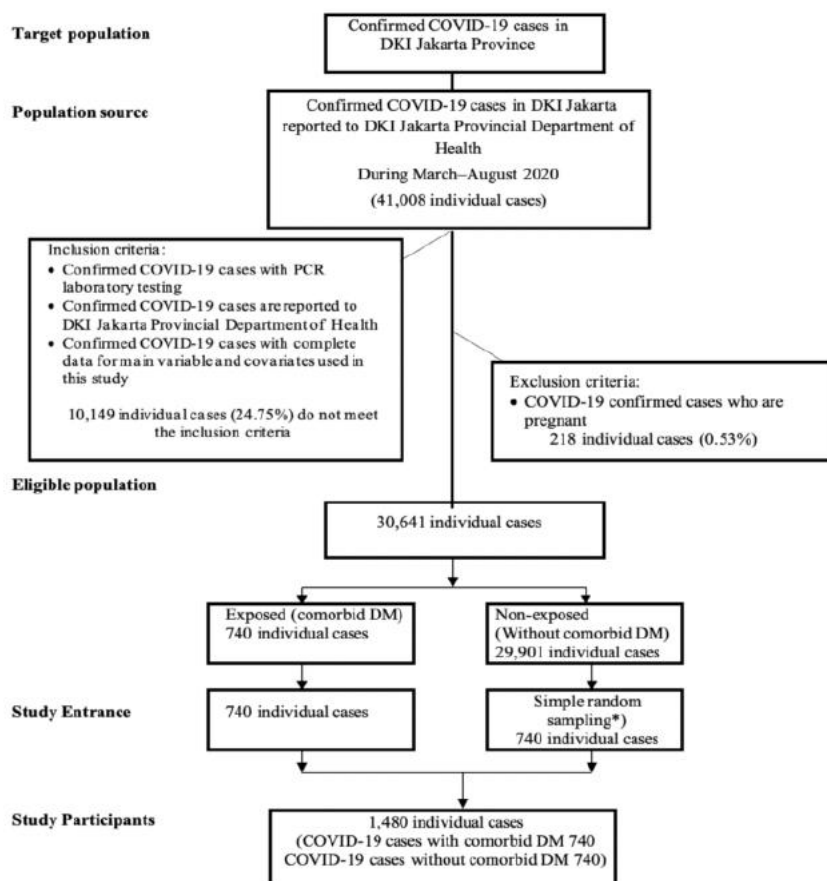 Target population
Confirmed COVID-19 cases in
DKI Jakarta Province
Population source
Confirmed COVID-19 cases in DKI Jakarta
reported to DKI Jakarta Provincial Department of
Health
During March–August 2020
(41,008 individual cases)
Inclusion criteria:
• Confirmed COVID-19 cases with PCR
laboratory testing
• Confirmed COVID-19 cases are reported to
DKI Jakarta Provincial Department of Health
• Confirmed COVID-19 cases with complete
data for main variable and covariates used in
this study
10,149 individual cases (24.75%) do not meet
the inclusion criteria
Exclusion criteria:
• COVID-19 confirmed cases who are
pregnant
218 individual cases (0.53%)
Eligible population
30,641 individual cases
Exposed (comorbid DM)
740 individual cases
Non-exposed
(Without comorbid DM)
29,901 individual cases
Study Entrance
740 individual cases
Simple random
sampling*)
740 individual cases
Study Participants
1,480 individual cases
(COVID-19 cases with comorbid DM 740
COVID-19 cases without comorbid DM 740)